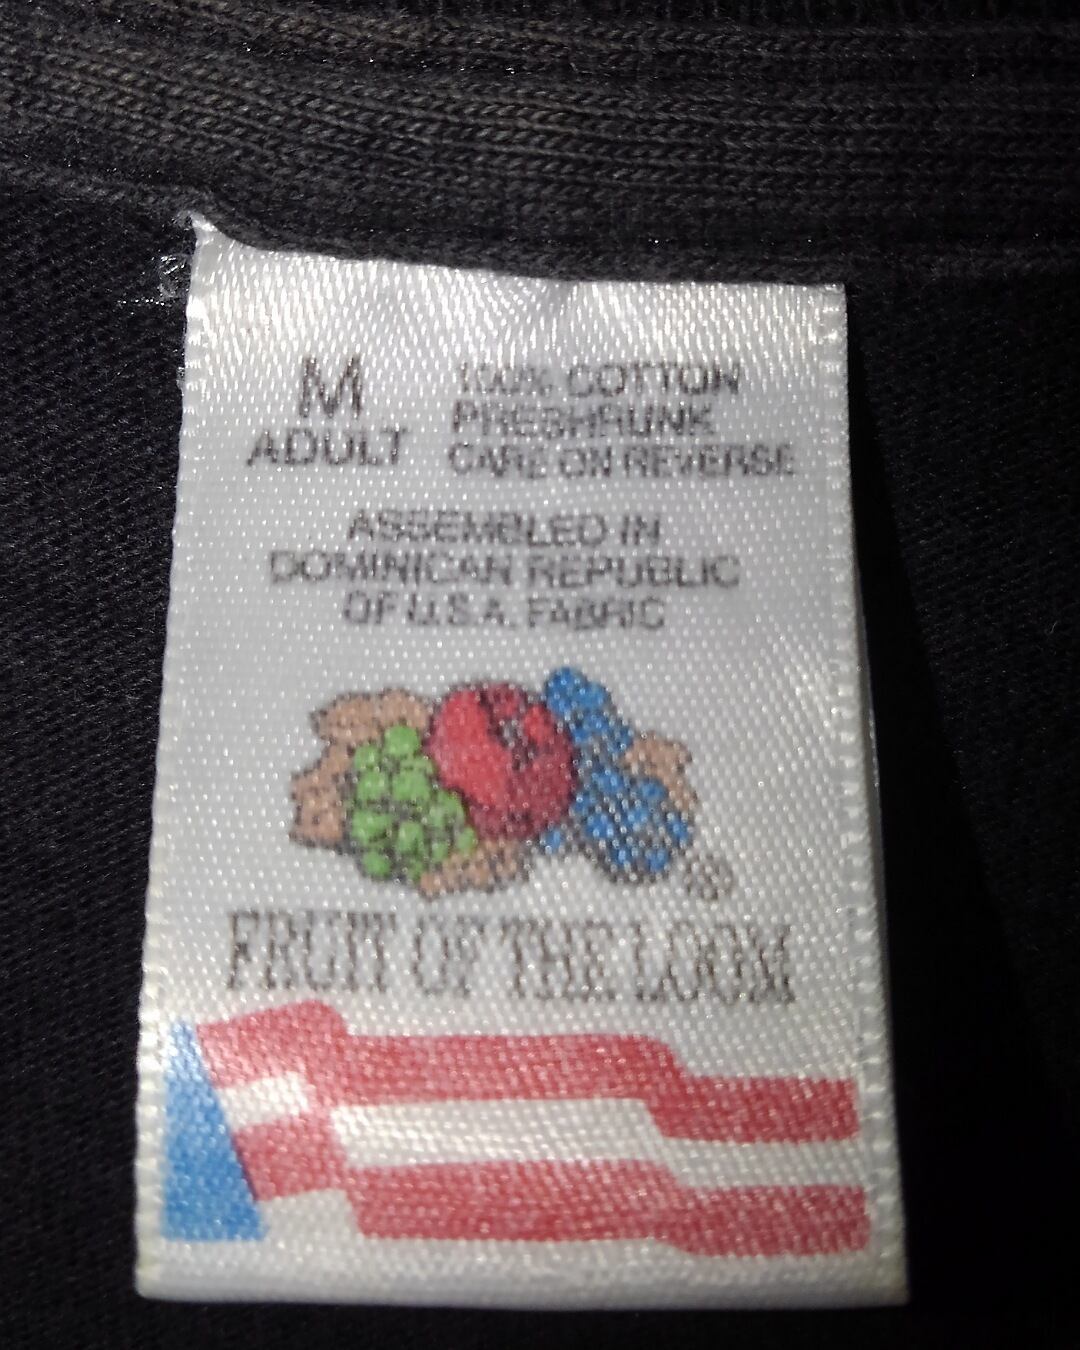 M
ADULT
100% COTTON
PRESHRUNK
CARE ON REVERSE
ASSEMBLED IN
DOMINICAN REPUBLIC
OF U.S.A. FABRIC
®
FRUIT OF THE LOOM